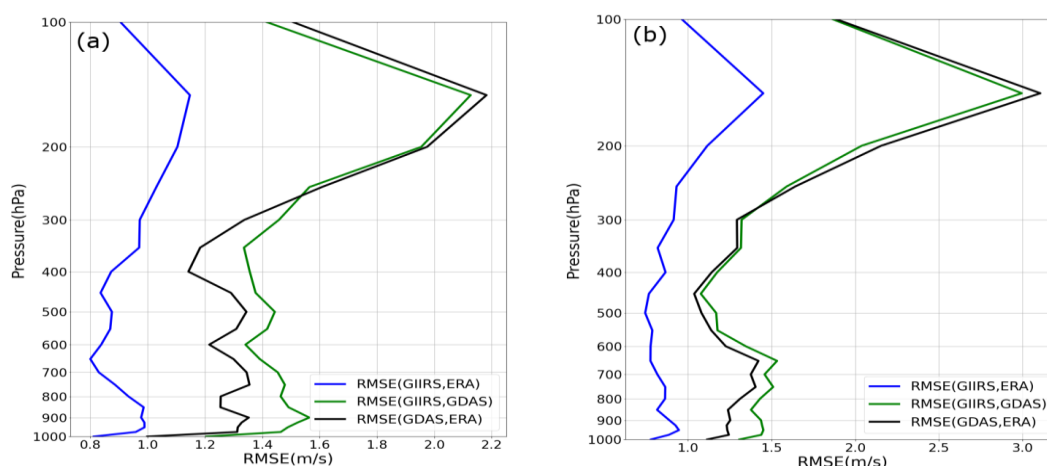 (a)
Pressure(hPa)
100
200
300
400
500
600
700
800
900
1000
0.8 1.0 1.2 1.4 1.6 1.8 2.0 2.2
RMSE(m/s)
RMSE(GIIRS,ERA)
RMSE(GIIRS,GDAS)
RMSE(GDAS,ERA)
(b)
Pressure(hPa)
100
200
300
400
500
600
700
800
900
1000
1.0 1.5 2.0 2.5 3.0
RMSE(m/s)
RMSE(GIIRS,ERA)
RMSE(GIIRS,GDAS)
RMSE(GDAS,ERA)